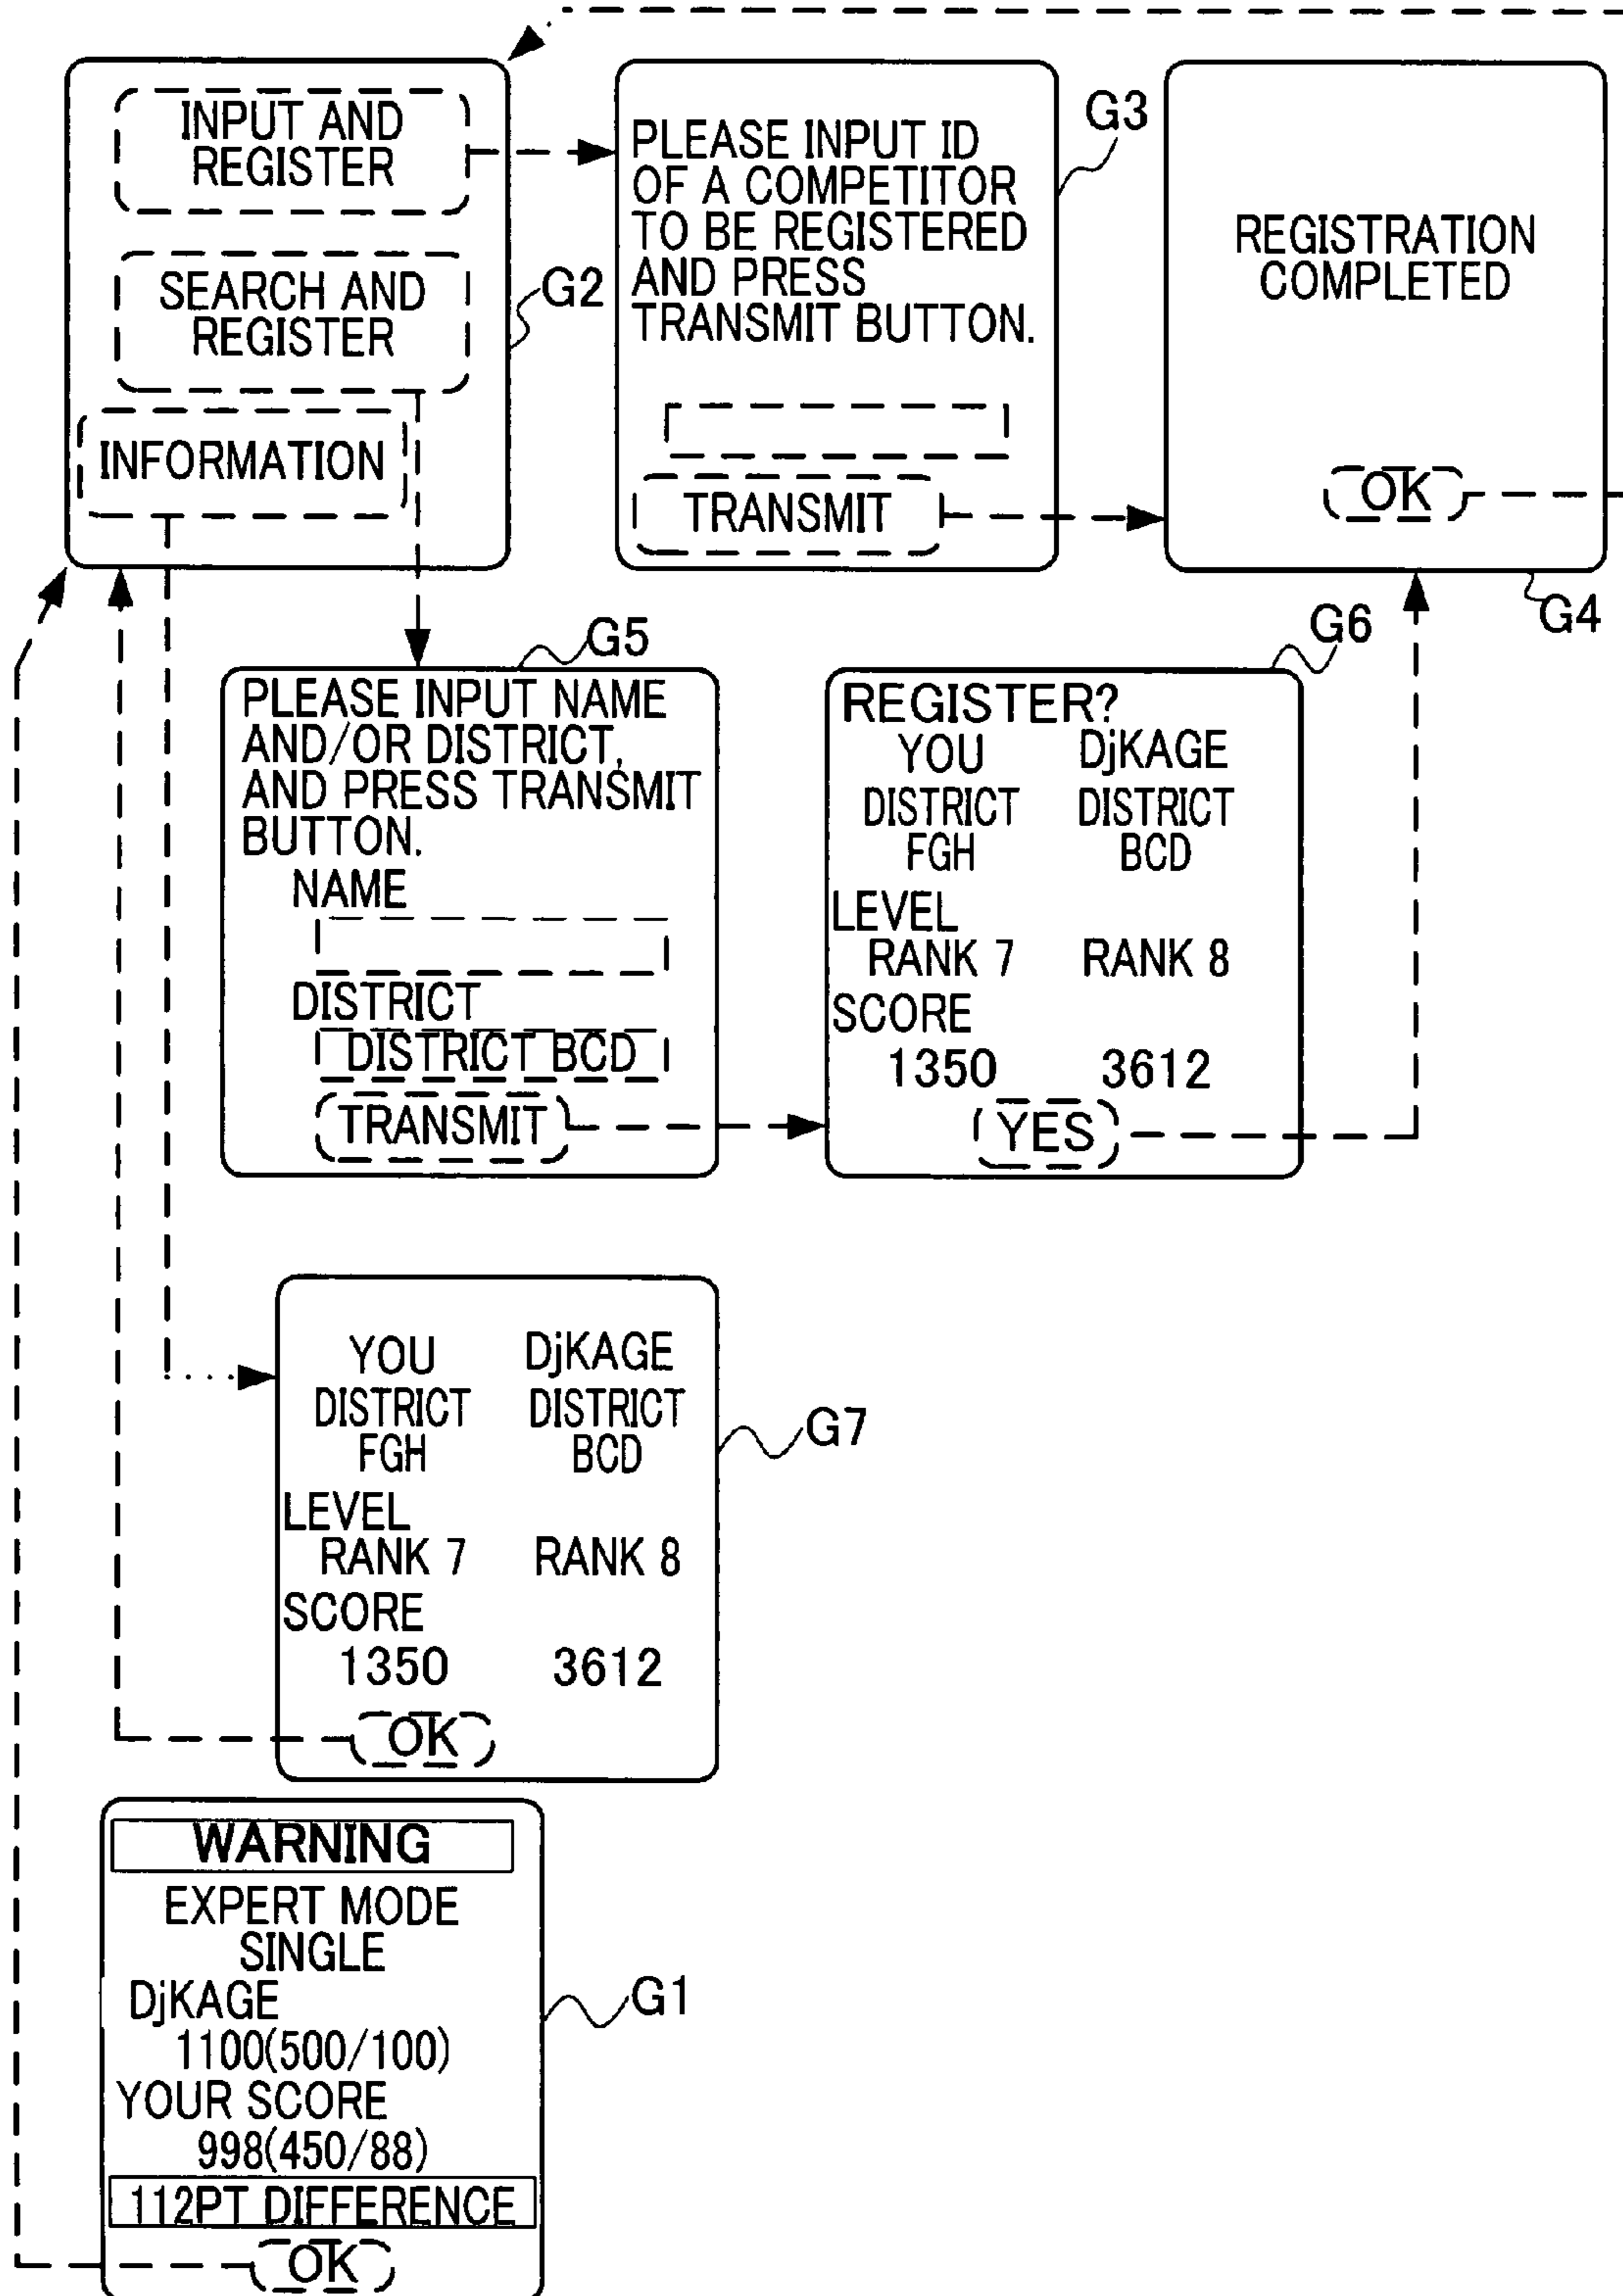 INPUT AND
REGISTER
SEARCH AND
REGISTER
INFORMATION
G2
PLEASE INPUT ID
OF A COMPETITOR
TO BE REGISTERED
AND PRESS
TRANSMIT BUTTON.
TRANSMIT
G3
REGISTRATION
COMPLETED
OK
G4
G5
PLEASE INPUT NAME
AND/OR DISTRICT,
AND PRESS TRANSMIT
BUTTON.
NAME
DISTRICT
DISTRICT BCD
TRANSMIT
G6
REGISTER?
YOU DjKAGE
DISTRICT DISTRICT
FGH BCD
LEVEL
RANK 7 RANK 8
SCORE
1350 3612
YES
YOU DjKAGE
DISTRICT DISTRICT
FGH BCD
LEVEL
RANK 7 RANK 8
SCORE
1350 3612
OK
G7
WARNING
EXPERT MODE
SINGLE
DjKAGE
1100(500/100)
YOUR SCORE
998(450/88)
112PT DIFFERENCE
OK
G1